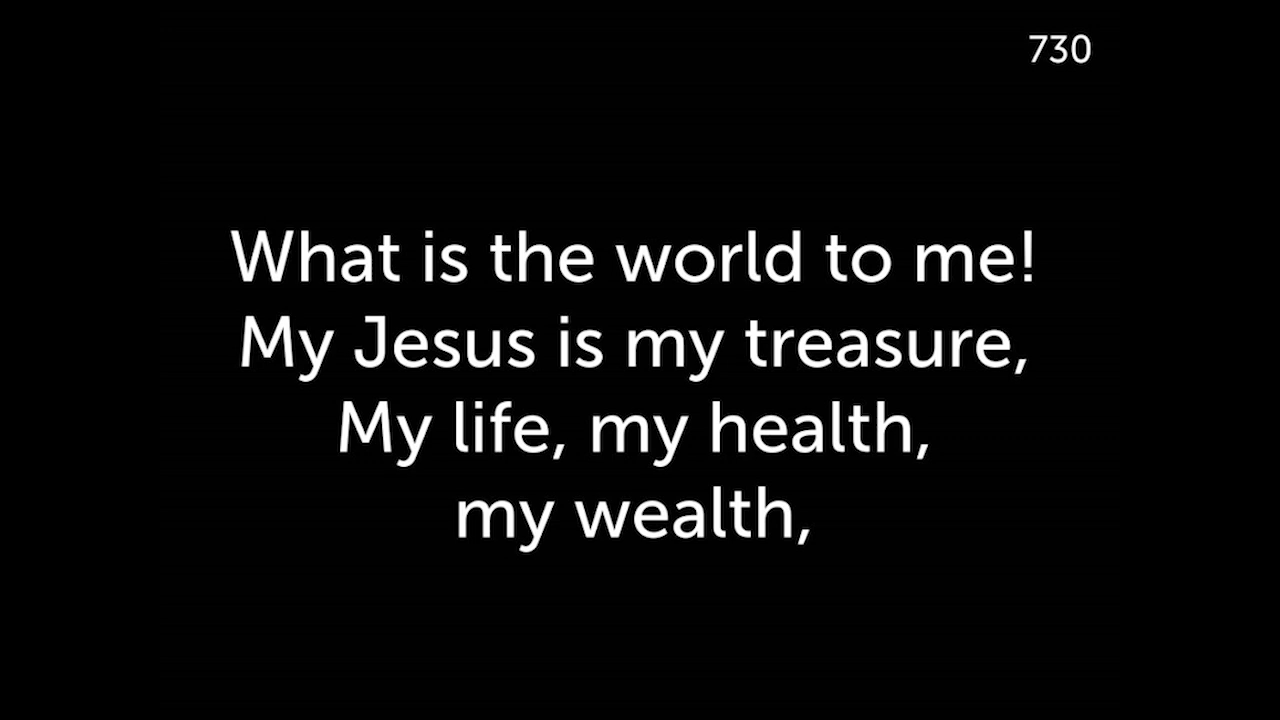 730
What is the world to me!
My Jesus is my treasure,
My life, my health,
my wealth,